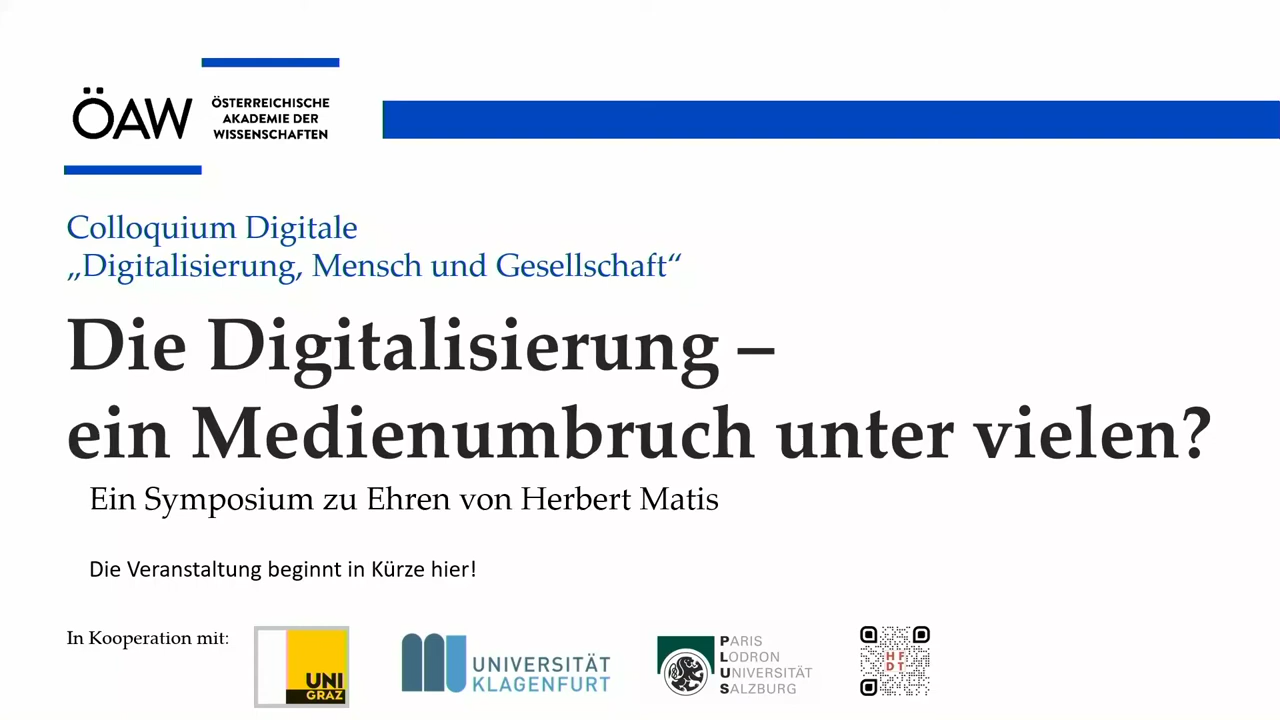 ÖAW
ÖSTERREICHISCHE
AKADEMIE DER
WISSENSCHAFTEN
Colloquium Digitale
„Digitalisierung, Mensch und Gesellschaft“
Die Digitalisierung –
ein Medienumbruch unter vielen?
Ein Symposium zu Ehren von Herbert Matis
Die Veranstaltung beginnt in Kürze hier!
In Kooperation mit:
UNI
GRAZ
UNIVERSITÄT
KLAGENFURT
PARIS
LODRON
UNIVERSITÄT
SALZBURG
HF
DT